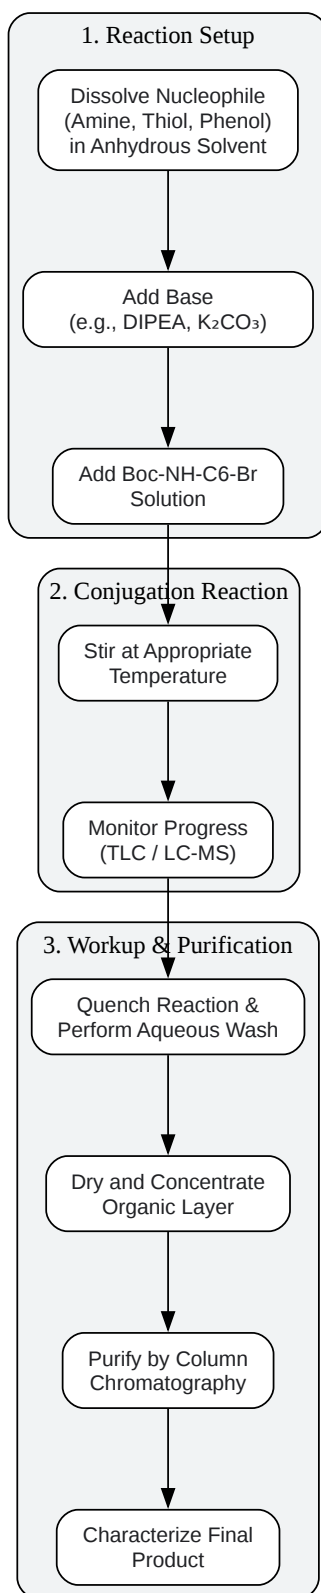 1. Reaction Setup
Dissolve Nucleophile
(Amine, Thiol, Phenol)
in Anhydrous Solvent
Add Base
(e.g., DIPEA, K₂CO₃)
Add Boc-NH-C6-Br
Solution
2. Conjugation Reaction
Stir at Appropriate
Temperature
Monitor Progress
(TLC / LC-MS)
3. Workup & Purification
Quench Reaction &
Perform Aqueous Wash
Dry and Concentrate
Organic Layer
Purify by Column
Chromatography
Characterize Final
Product